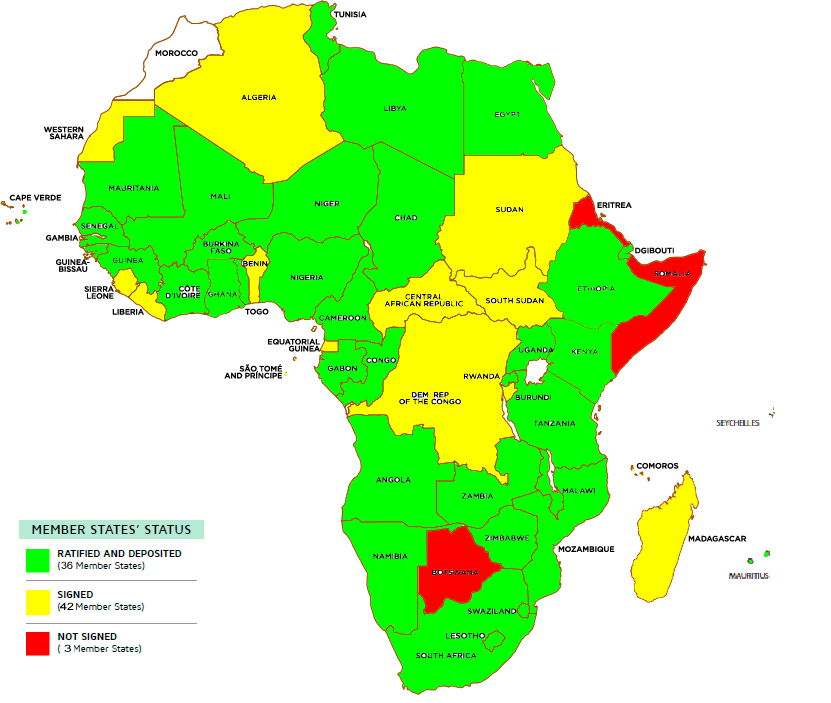 TUNISIA
MOROCCO
ALGERIA
LIBYA
EGYPT
WESTERN
SAHARA
MAURITANIA
MALI
NIGER
CHAD
SUDAN
ERITREA
CAPE VERDE
SENEGAL
GAMBIA
GUINEA-
BISSAU
GUINEA
BURKINA
FASO
BENIN
NIGERIA
DGIBOUTI
ROMALIA
ETHIOPIA
SIERRA
LEONE
CÔTE
D'IVOIRE
GHANA
LIBERIA
TOGO
CENTRAL
AFRICAN REPUBLIC
SOUTH SUDAN
CAMEROON
EQUATORIAL
GUINEA
SÃO TOMÉ
AND PRÍNCIPE
GABON
CONGO
UGANDA
KENYA
RWANDA
DEM. REP
OF THE CONGO
BURUNDI
TANZANIA
SEYCHELLES
COMOROS
ANGOLA
ZAMBIA
MALAWI
MEMBER STATES' STATUS
RATIFIED AND DEPOSITED
(36 Member States)
SIGNED
(42 Member States)
NOT SIGNED
( 3 Member States)
ZIMBABWE
MOZAMBIQUE
MADAGASCAR
NAMIBIA
BOTSWANA
MAURITIUS
SWAZILAND
LESOTHO
SOUTH AFRICA